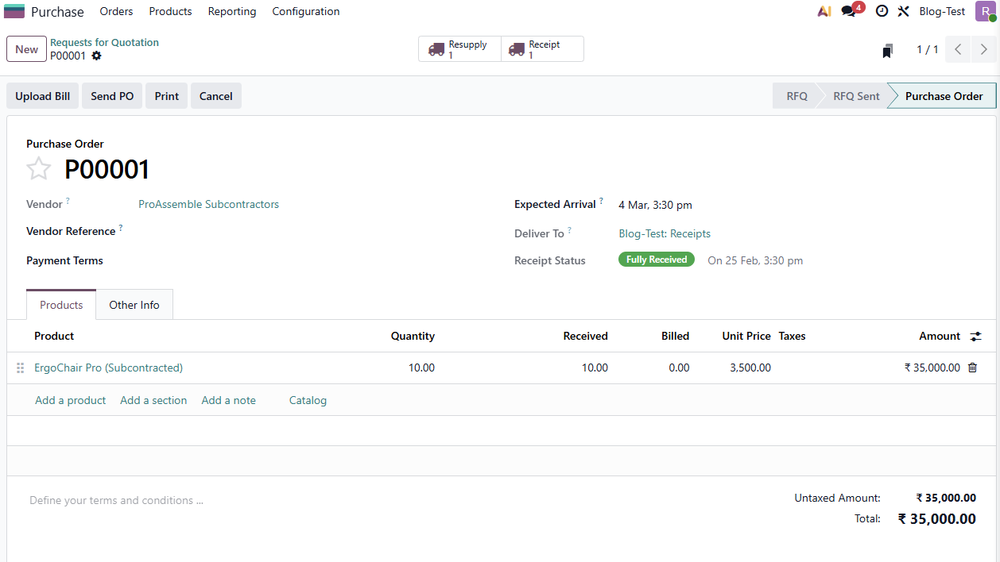 Purchase Orders Products Reporting Configuration AI 4 Blog-Test R
New Requests for Quotation Resupply Receipt
P00001 1 1 1 / 1
Upload Bill Send PO Print Cancel RFQ RFQ Sent Purchase Order
Purchase Order
P00001
Vendor ? ProAssemble Subcontractors Expected Arrival ? 4 Mar, 3:30 pm
Vendor Reference ? Deliver To ? Blog-Test: Receipts
Payment Terms Receipt Status Fully Received On 25 Feb, 3:30 pm
Products Other Info
Product Quantity Received Billed Unit Price Taxes Amount
ErgoChair Pro (Subcontracted) 10.00 10.00 0.00 3,500.00 ₹ 35,000.00
Add a product Add a section Add a note Catalog
Define your terms and conditions ... Untaxed Amount: ₹ 35,000.00
Total: ₹ 35,000.00